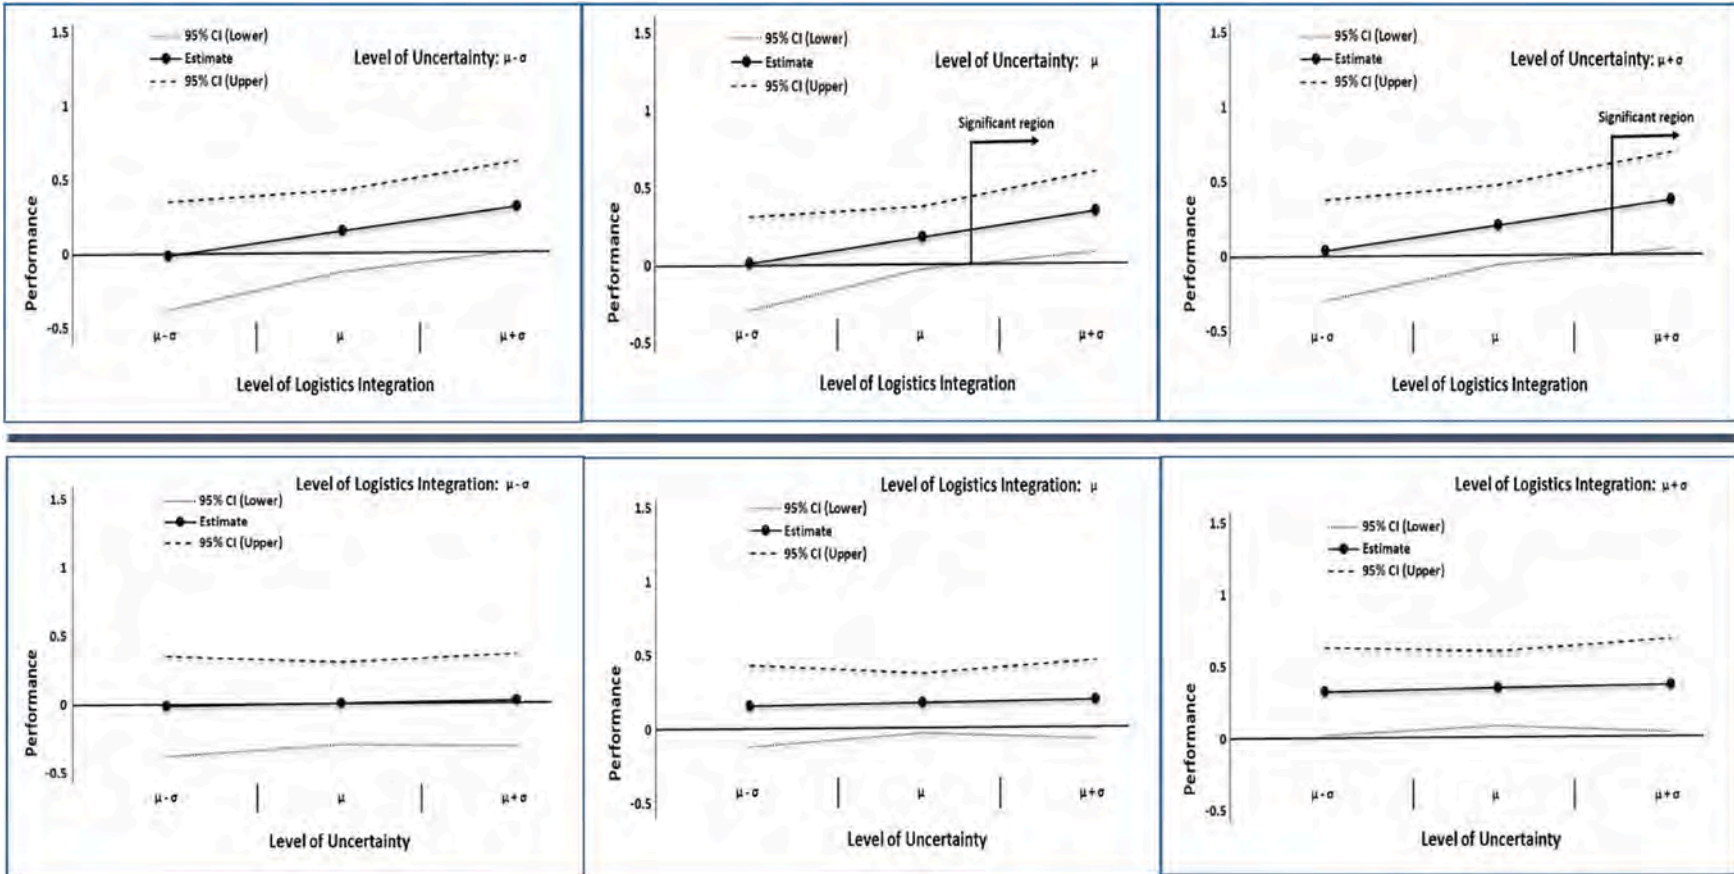 1.5
95% CI (Lower)
Estimate
95% CI (Upper)
Level of Uncertainty: μ - σ
1
0.5
0
-0.5
Performance
μ - σ
μ
μ + σ
Level of Logistics Integration
1.5
95% CI (Lower)
Estimate
95% CI (Upper)
Level of Uncertainty: μ
1
Significant region
0.5
0
-0.5
Performance
μ - σ
μ
μ + σ
Level of Logistics Integration
1.5
95% CI (Lower)
Estimate
95% CI (Upper)
Level of Uncertainty: μ + σ
1
Significant region
0.5
0
-0.5
Performance
μ - σ
μ
μ + σ
Level of Logistics Integration
Level of Logistics Integration: μ - σ
1.5
95% CI (Lower)
Estimate
95% CI (Upper)
1
0.5
0
-0.5
Performance
μ - σ
μ
μ + σ
Level of Uncertainty
Level of Logistics Integration: μ
1.5
95% CI (Lower)
Estimate
95% CI (Upper)
1
0.5
0
-0.5
Performance
μ - σ
μ
μ + σ
Level of Uncertainty
Level of Logistics Integration: μ + σ
1.5
95% CI (Lower)
Estimate
95% CI (Upper)
1
0.5
0
-0.5
Performance
μ - σ
μ
μ + σ
Level of Uncertainty